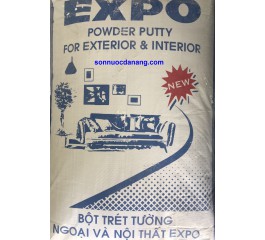 EXPO
POWDER PUTTY
FOR EXTERIOR & INTERIOR
sonnuocdanang.com
NEW
BỘT TRÉT TƯỜNG
NGOẠI VÀ NỘI THẤT EXPO